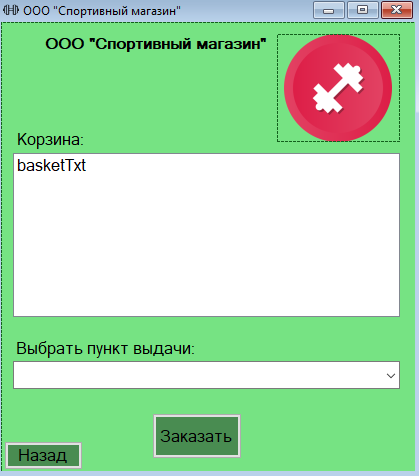 ООО "Спортивный магазин"
ООО "Спортивный магазин"
Корзина:
basketTxt
Выбрать пункт выдачи:
Заказать
Назад